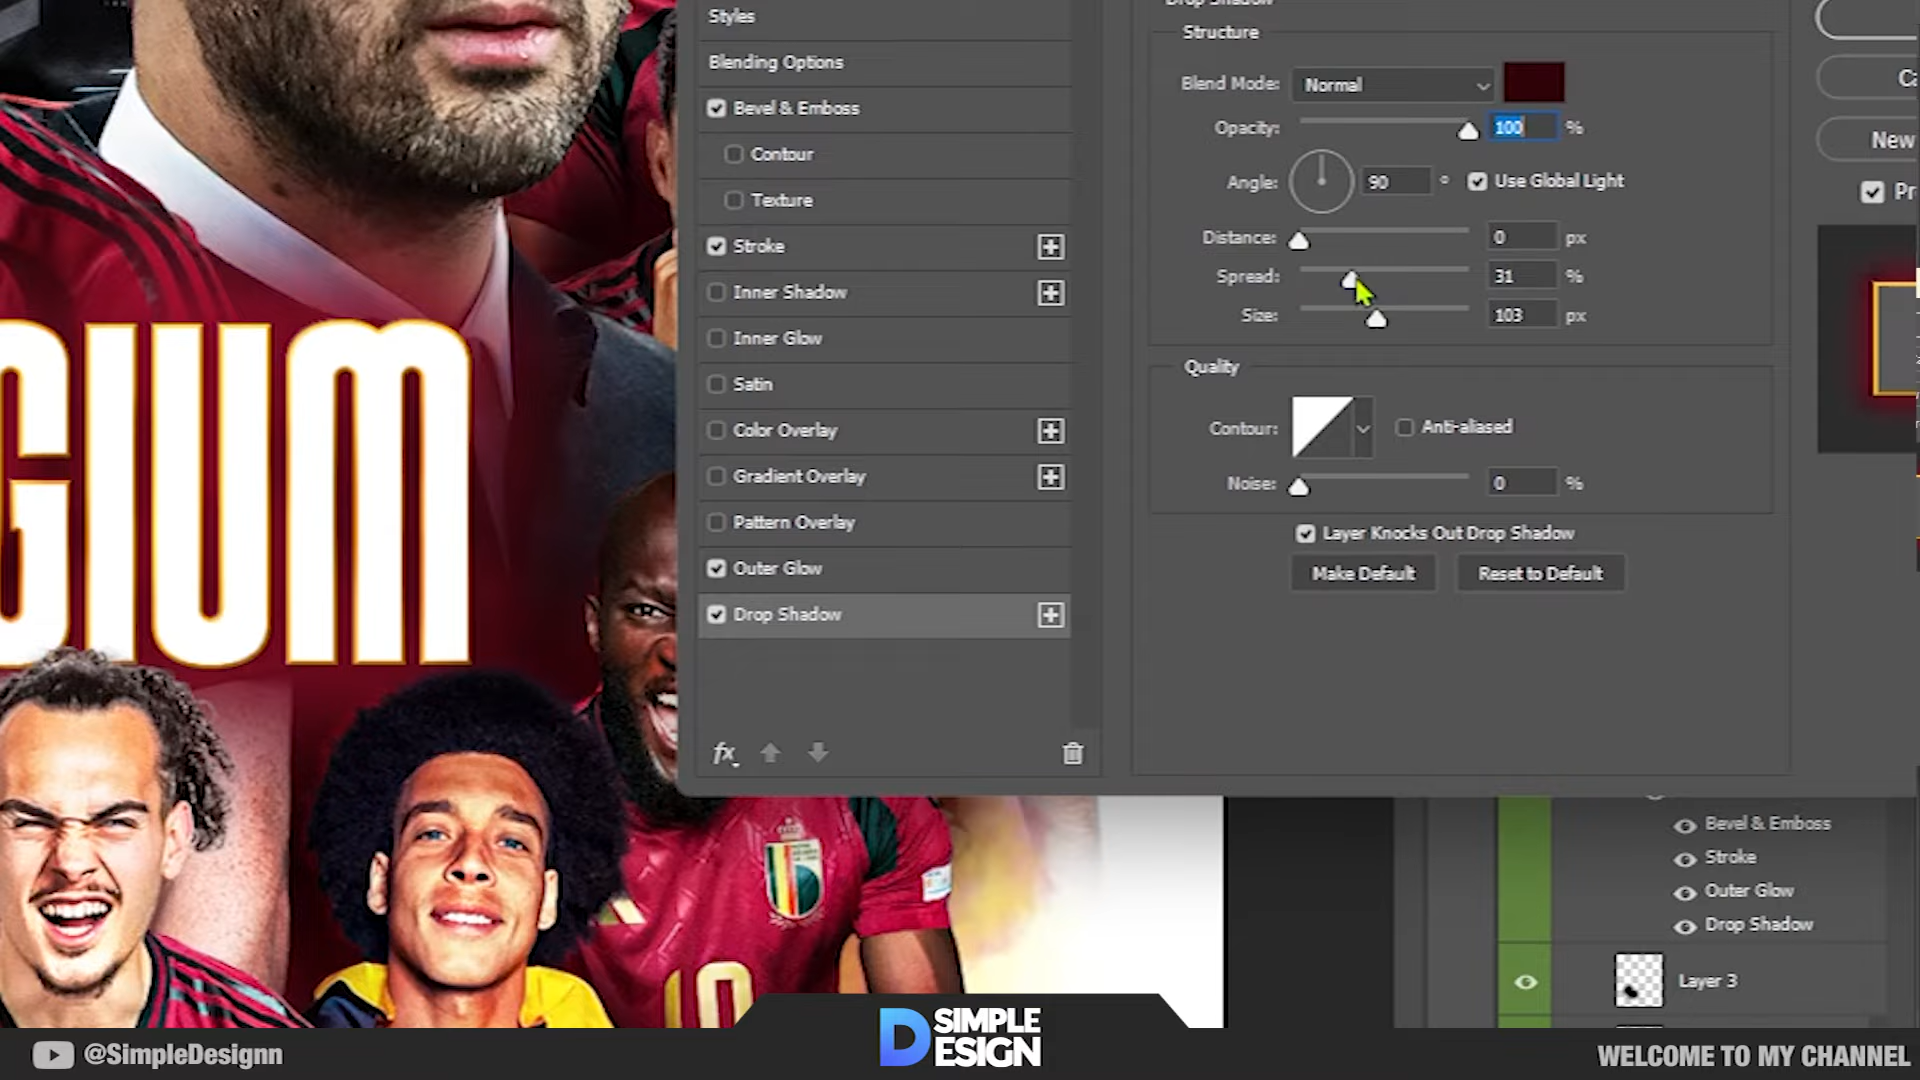 Styles
Blending Options
Bevel & Emboss
Contour
Texture
Stroke
Inner Shadow
Inner Glow
Satin
Color Overlay
Gradient Overlay
Pattern Overlay
Outer Glow
Drop Shadow
fx
Drop Shadow
Structure
Blend Mode: Normal
Opacity: 100 %
Angle: 90 ° Use Global Light
Distance: 0 px
Spread: 31 %
Size: 103 px
Quality
Contour: Anti-aliased
Noise: 0 %
Layer Knocks Out Drop Shadow
Make Default Reset to Default
Ca
New
Pr
GIUM
10
Bevel & Emboss
Stroke
Outer Glow
Drop Shadow
Layer 3
@SimpleDesignn
D SIMPLE
ESIGN
WELCOME TO MY CHANNEL